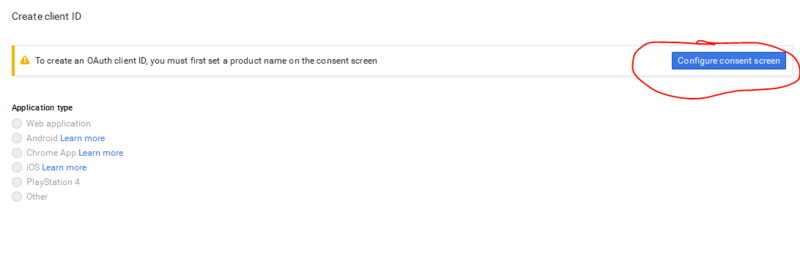 Create client ID
To create an OAuth client ID, you must first set a product name on the consent screen
Configure consent screen
Application type
Web application
Android Learn more
Chrome App Learn more
iOS Learn more
PlayStation 4
Other